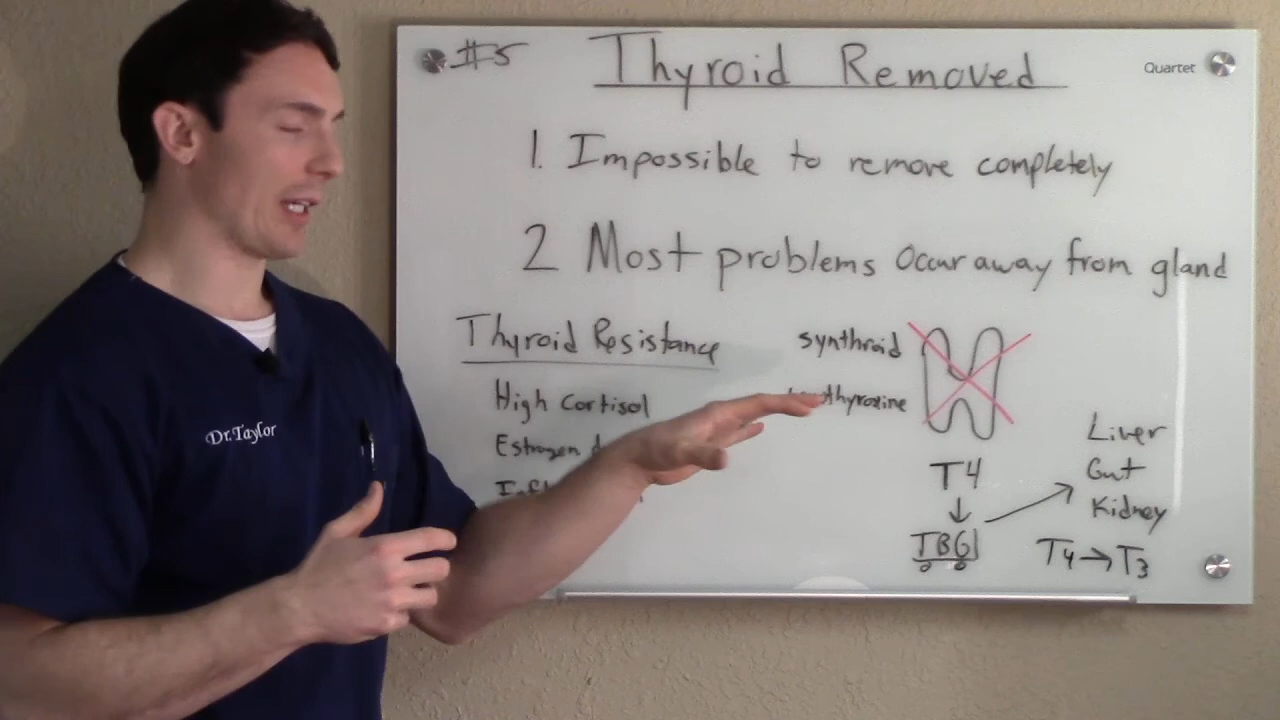 #5 Thyroid Removed
Quartet
1. Impossible to remove completely
2 Most problems occur away from gland
Thyroid Resistance
High Cortisol
Estrogen
synthroid
Liver
Gut
Kidney
T4
TBG
T4→T3
Dr.Taylor